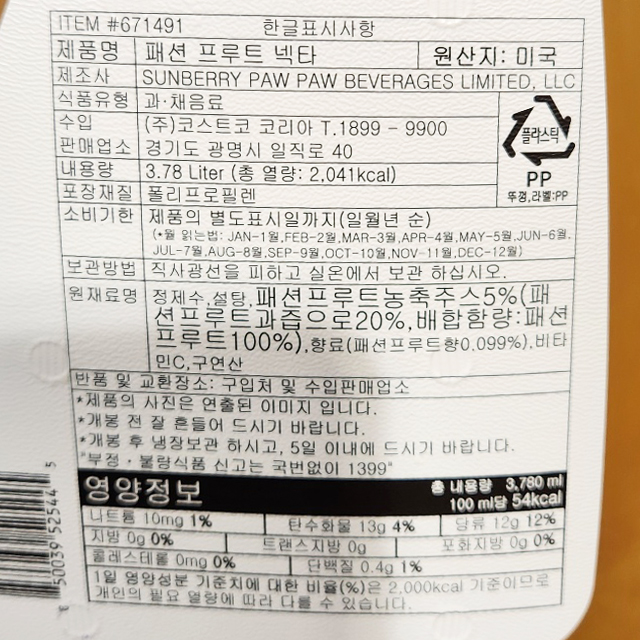 ITEM #671491 한글표시사항
제품명 패션 프루트 넥타 원산지: 미국
제조사 SUNBERRY PAW PAW BEVERAGES LIMITED, LLC
식품유형 과·채음료
수입 (주)코스트코 코리아 T.1899 - 9900
판매업소 경기도 광명시 일직로 40
플라스틱
PP
뚜껑,라벨:PP
내용량 3.78 Liter (총 열량: 2,041kcal)
포장재질 폴리프로필렌
소비기한 제품의 별도표시일까지(일월년 순)
(*월 읽는법: JAN-1월,FEB-2월,MAR-3월,APR-4월,MAY-5월,JUN-6월,
JUL-7월,AUG-8월,SEP-9월,OCT-10월,NOV-11월,DEC-12월)
보관방법 직사광선을 피하고 실온에서 보관 하십시오.
원재료명 정제수,설탕,패션프루트농축주스5%(패
션프루트과즙으로20%,배합함량:패션
프루트100%),향료(패션프루트향0.099%),비타
민C,구연산
반품 및 교환장소: 구입처 및 수입판매업소
*제품의 사진은 연출된 이미지 입니다.
*개봉 전 잘 흔들어 드시기 바랍니다.
*개봉 후 냉장보관 하시고, 5일 이내에 드시기 바랍니다.
"부정·불량식품 신고는 국번없이 1399"
영양정보 총 내용량 3,780 ml
100 ml당 54kcal
나트륨 10mg 1% 탄수화물 13g 4% 당류 12g 12%
지방 0g 0% 트랜스지방 0g 포화지방 0g 0%
콜레스테롤 0mg 0% 단백질 0.4g 1%
1일 영양성분 기준치에 대한 비율(%)은 2,000kcal 기준이므로
개인의 필요 열량에 따라 다를 수 있습니다.
50039 52544 5